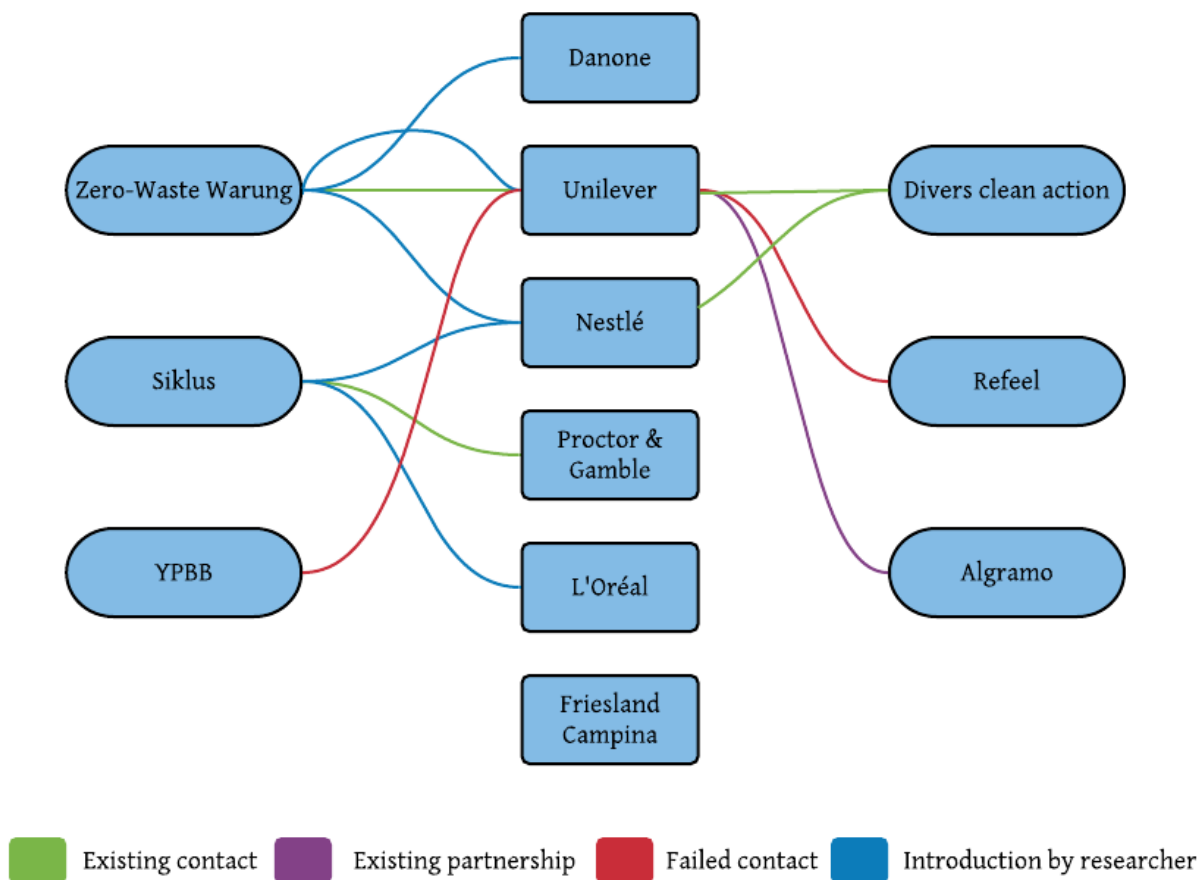 Danone
Zero-Waste Warung
Unilever
Divers clean action
Nestlé
Siklus
Refeel
Proctor &
Gamble
YPBB
L'Oréal
Algramo
Friesland
Campina
Existing contact
Existing partnership
Failed contact
Introduction by researcher